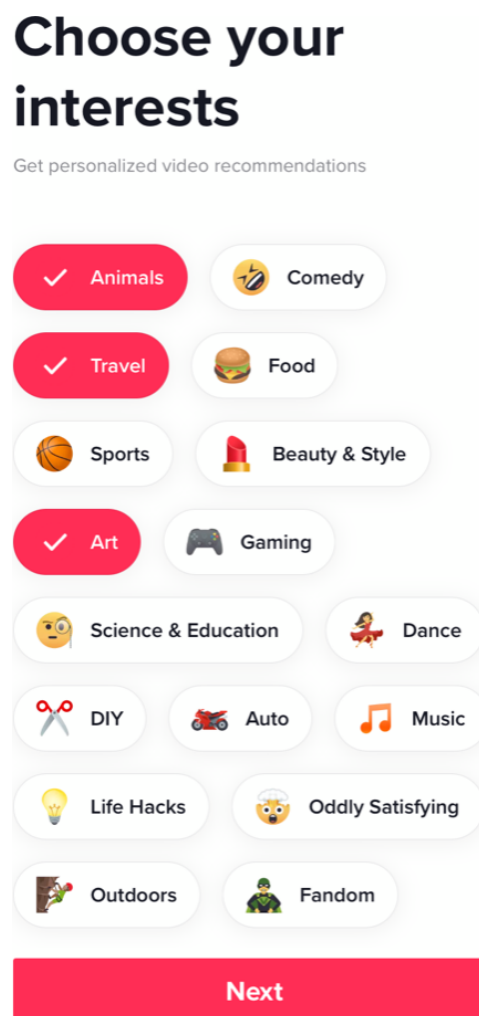 Choose your
interests
Get personalized video recommendations
Animals Comedy
Travel Food
Sports Beauty & Style
Art Gaming
Science & Education Dance
DIY Auto Music
Life Hacks Oddly Satisfying
Outdoors Fandom
Next